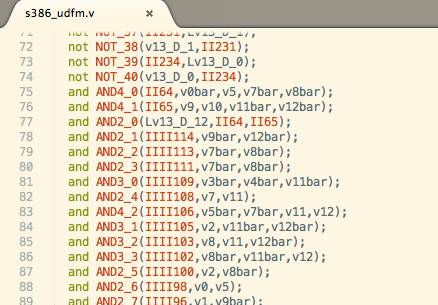 s386_udfm.v ×
71 not NOT_37(II231,Lv13_D_1);
72 not NOT_38(v13_D_1,II231);
73 not NOT_39(II234,Lv13_D_0);
74 not NOT_40(v13_D_0,II234);
75 and AND4_0(II64,v0bar,v5,v7bar,v8bar);
76 and AND4_1(II65,v9,v10,v11bar,v12bar);
77 and AND2_0(Lv13_D_12,II64,II65);
78 and AND2_1(IIII114,v9bar,v12bar);
79 and AND2_2(IIII113,v7bar,v8bar);
80 and AND2_3(IIII111,v7bar,v8bar);
81 and AND3_0(IIII109,v3bar,v4bar,v11bar);
82 and AND2_4(IIII108,v7,v11);
83 and AND4_2(IIII106,v5bar,v7bar,v11,v12);
84 and AND3_1(IIII105,v2,v11bar,v12bar);
85 and AND3_2(IIII103,v8,v11,v12bar);
86 and AND3_3(IIII102,v8bar,v11bar,v12);
87 and AND2_5(IIII100,v2,v8bar);
88 and AND2_6(IIII98,v0,v5);
89 and AND2_7(IIII96,v1,v9bar);